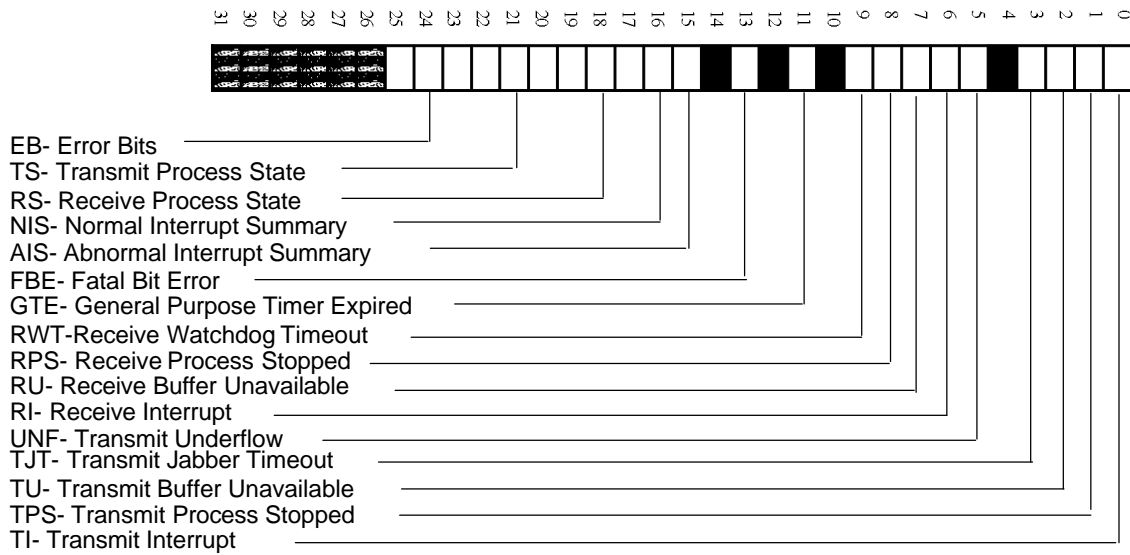 31 30 29 28 27 26 25 24 23 22 21 20 19 18 17 16 15 14 13 12 11 10 9 8 7 6 5 4 3 2 1 0
EB- Error Bits
TS- Transmit Process State
RS- Receive Process State
NIS- Normal Interrupt Summary
AIS- Abnormal Interrupt Summary
FBE- Fatal Bit Error
GTE- General Purpose Timer Expired
RWT-Receive Watchdog Timeout
RPS- Receive Process Stopped
RU- Receive Buffer Unavailable
RI- Receive Interrupt
UNF- Transmit Underflow
TJT- Transmit Jabber Timeout
TU- Transmit Buffer Unavailable
TPS- Transmit Process Stopped
TI- Transmit Interrupt